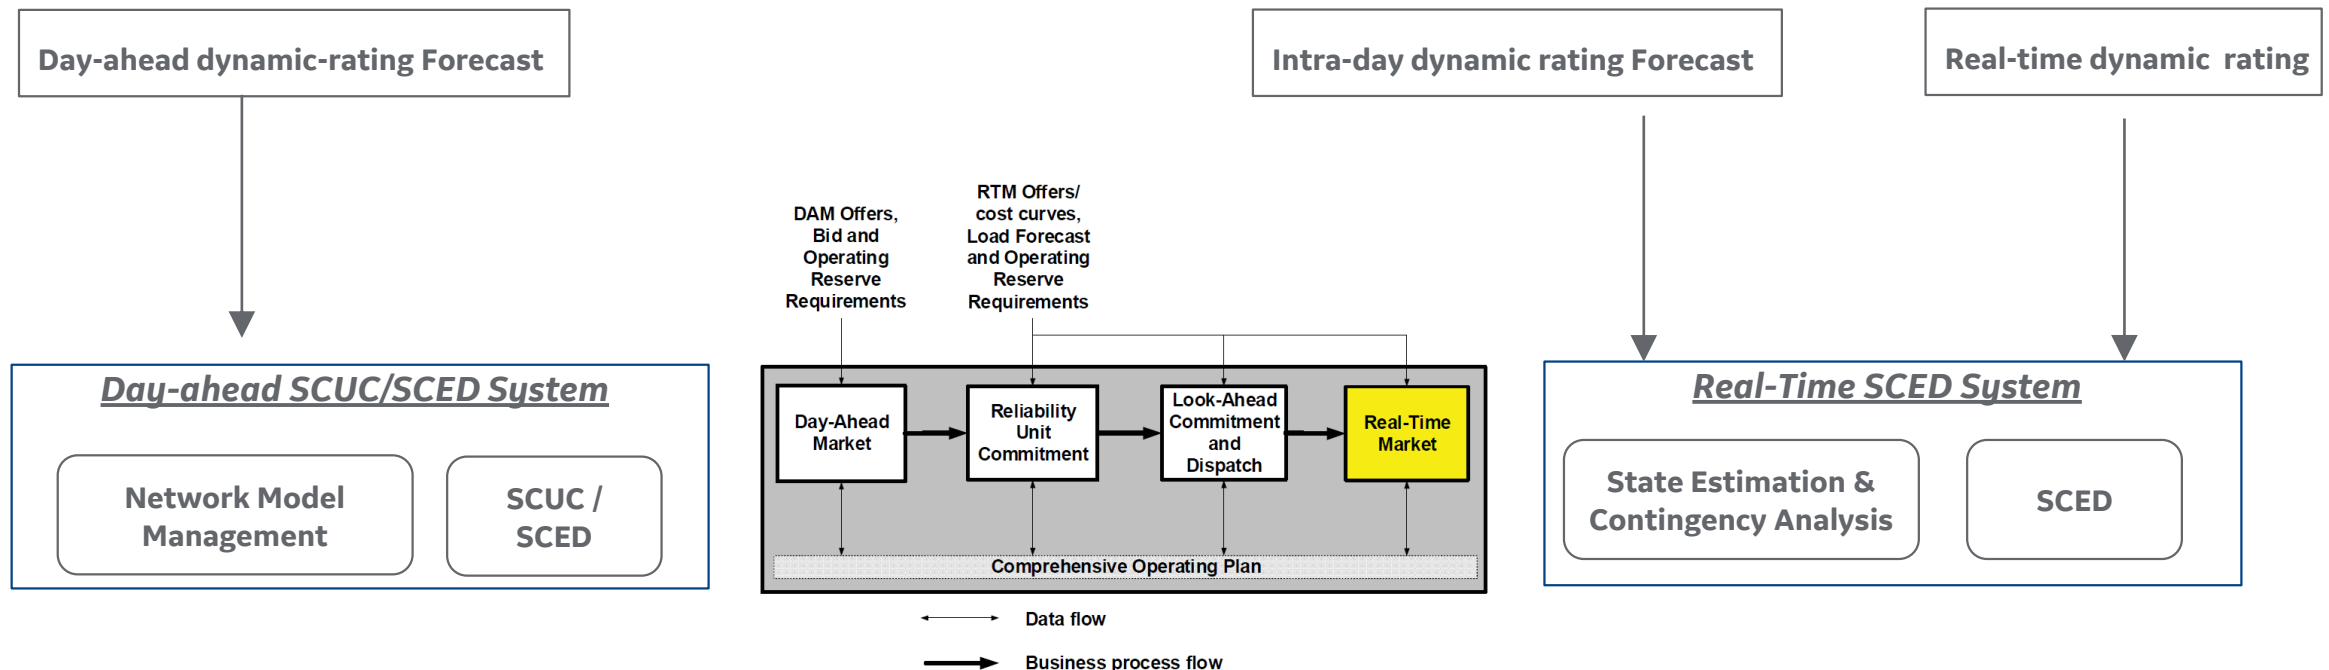 Day-ahead dynamic-rating Forecast
Intra-day dynamic rating Forecast
Real-time dynamic  rating
DAM Offers,
Bid and
Operating
Reserve
Requirements
RTM Offers/
cost curves,
Load Forecast
and Operating
Reserve
Requirements
Day-ahead SCUC/SCED System
Network Model
Management
SCUC /
SCED
Day-Ahead
Market
Reliability
Unit
Commitment
Look-Ahead
Commitment
and
Dispatch
Real-Time
Market
Comprehensive Operating Plan
Data flow
Business process flow
Real-Time SCED System
State Estimation &
Contingency Analysis
SCED